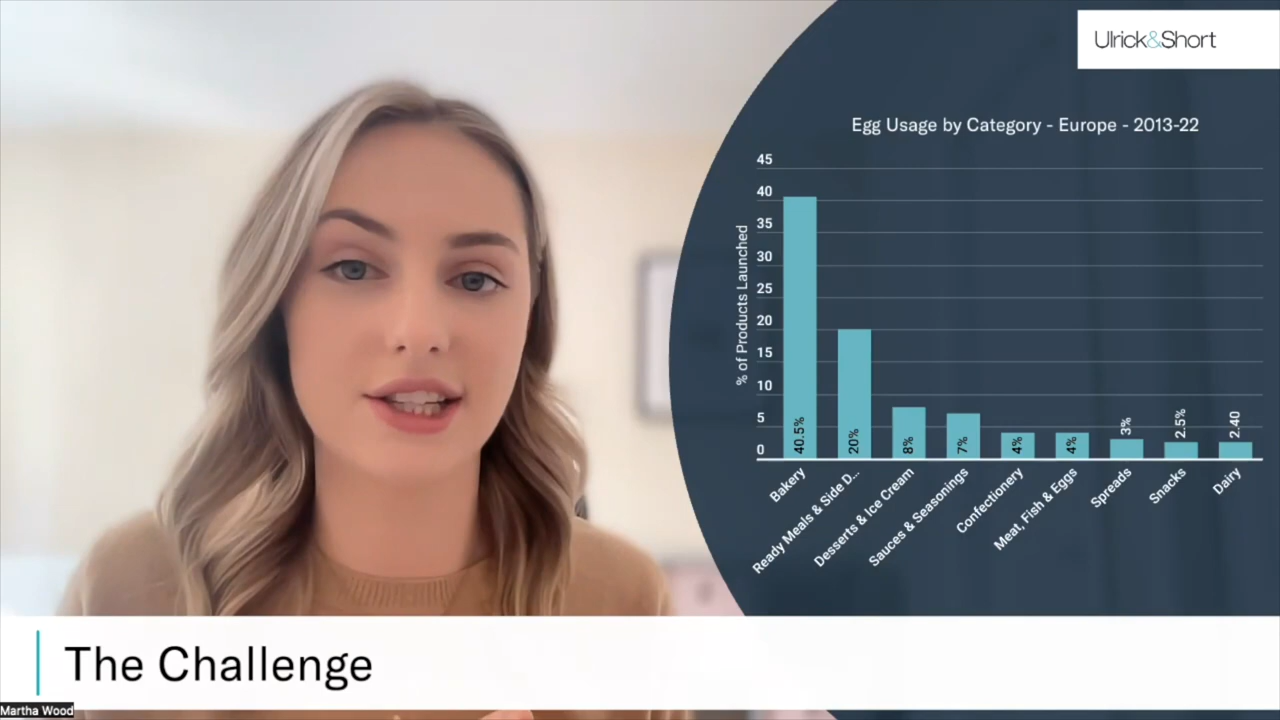 Ulrick&Short
Egg Usage by Category - Europe - 2013-22
% of Products Launched
45
40
35
30
25
20
15
10
5
0
40.5%
20%
8%
7%
4%
4%
3%
2.5%
2.40
Bakery
Ready Meals & Side D...
Desserts & Ice Cream
Sauces & Seasonings
Confectionery
Meat, Fish & Eggs
Spreads
Snacks
Dairy
The Challenge
Martha Wood